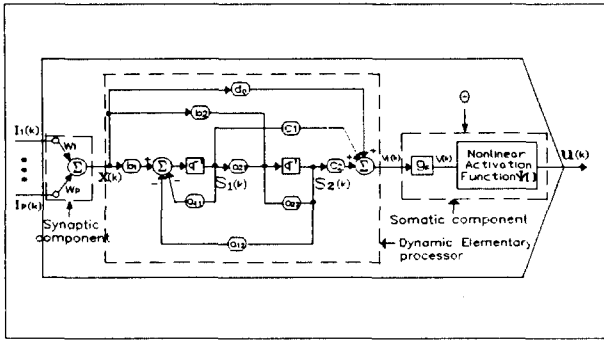 Θ
d₀
b2
C1
I₁(k)
W₁
Σ
X(k)
b₁
+
Σ
-
q⁻¹
S₁(k)
q⁻¹
S₂(k)
C₂
+
+
+
Σ
V₁(k)
gₛ
V(k)
Nonlinear
Activation
Function Ψ[]
U(k)
Iₚ(k)
Wₚ
a₁₁
a₂₂
a₁₂
Synaptic
component
Somatic component
Dynamic Elementary
processor